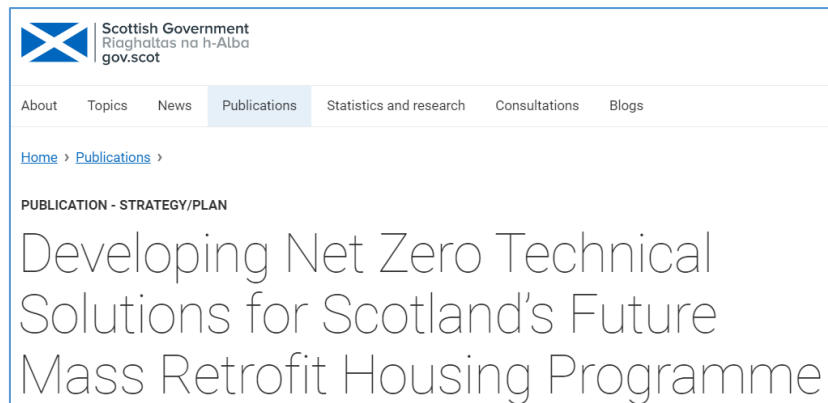 Scottish Government
Riaghaltas na h-Alba
gov.scot
About Topics News Publications Statistics and research Consultations Blogs
Home › Publications ›
PUBLICATION - STRATEGY/PLAN
Developing Net Zero Technical
Solutions for Scotland's Future
Mass Retrofit Housing Programme